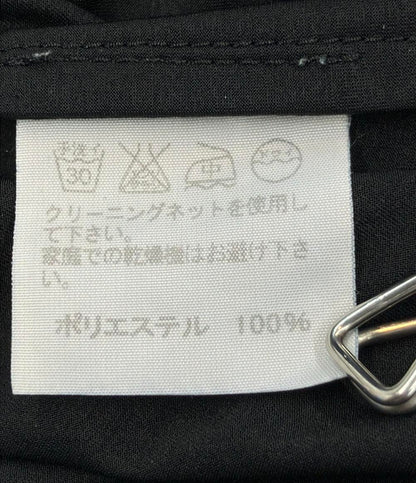 手洗イ
30
中
クリーニングネットを使用し
て下さい。
家庭での乾燥機はお避け下さ
い。
ポリエステル 100%